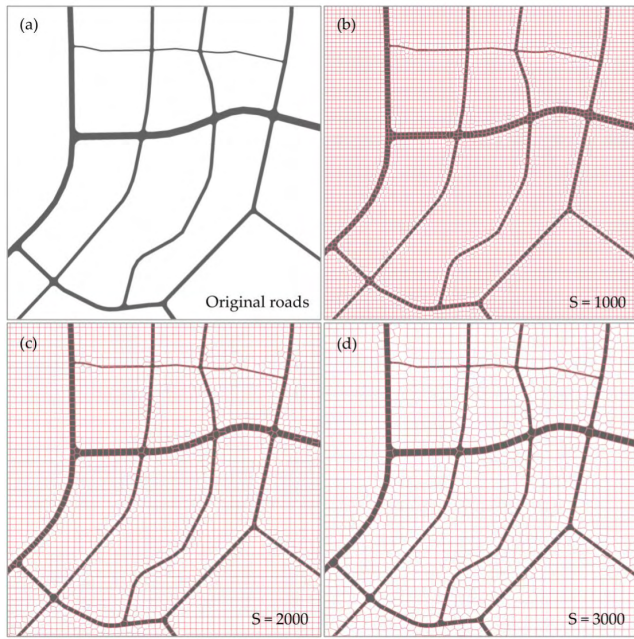 (a)
Original roads
(b)
S = 1000
(c)
S = 2000
(d)
S = 3000